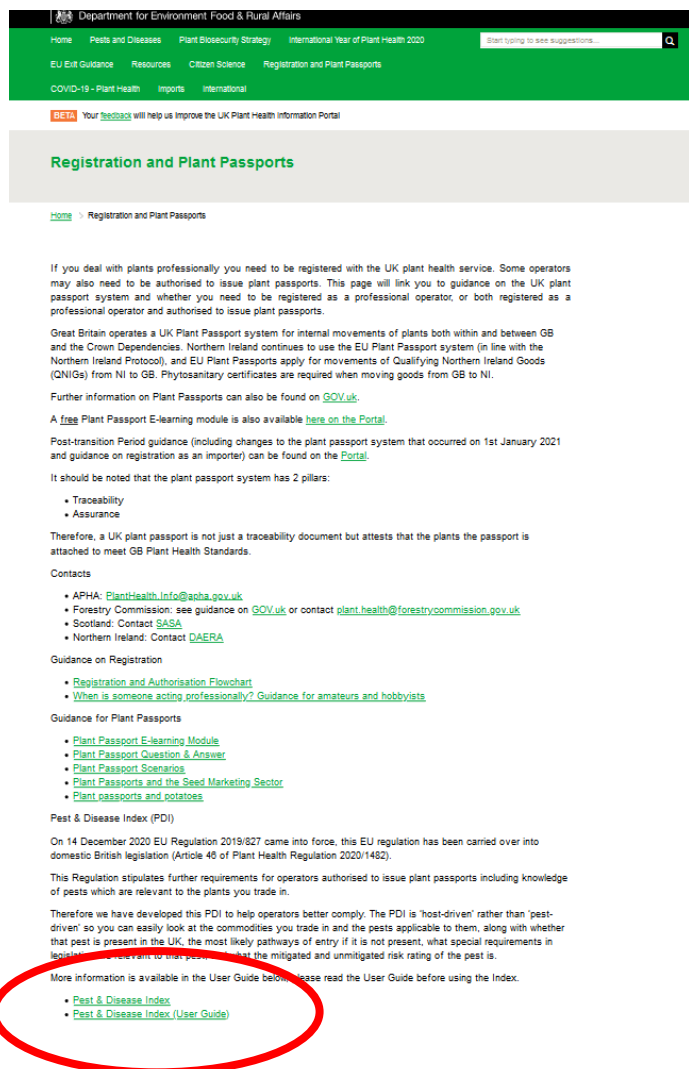 Department for Environment Food & Rural Affairs
Home Pests and Diseases Plant Biosecurity Strategy International Year of Plant Health 2020
Start typing to see suggestions...
EU Exit Guidance Resources Citizen Science Registration and Plant Passports
COVID-19 - Plant Health Imports International
BETA Your feedback will help us improve the UK Plant Health Information Portal
Registration and Plant Passports
Home > Registration and Plant Passports
If you deal with plants professionally you need to be registered with the UK plant health service. Some operators
may also need to be authorised to issue plant passports. This page will link you to guidance on the UK plant
passport system and whether you need to be registered as a professional operator, or both registered as a
professional operator and authorised to issue plant passports.
Great Britain operates a UK Plant Passport system for internal movements of plants both within and between GB
and the Crown Dependencies. Northern Ireland continues to use the EU Plant Passport system (in line with the
Northern Ireland Protocol), and EU Plant Passports apply for movements of Qualifying Northern Ireland Goods
(QNIGs) from NI to GB. Phytosanitary certificates are required when moving goods from GB to NI.
Further information on Plant Passports can also be found on GOV.uk.
A free Plant Passport E-learning module is also available here on the Portal.
Post-transition Period guidance (including changes to the plant passport system that occurred on 1st January 2021
and guidance on registration as an importer) can be found on the Portal.
It should be noted that the plant passport system has 2 pillars:
• Traceability
• Assurance
Therefore, a UK plant passport is not just a traceability document but attests that the plants the passport is
attached to meet GB Plant Health Standards.
Contacts
• APHA: PlantHealth.Info@apha.gov.uk
• Forestry Commission: see guidance on GOV.uk or contact plant.health@forestrycommission.gov.uk
• Scotland: Contact SASA
• Northern Ireland: Contact DAERA
Guidance on Registration
• Registration and Authorisation Flowchart
• When is someone acting professionally? Guidance for amateurs and hobbyists
Guidance for Plant Passports
• Plant Passport E-learning Module
• Plant Passport Question & Answer
• Plant Passport Scenarios
• Plant Passports and the Seed Marketing Sector
• Plant passports and potatoes
Pest & Disease Index (PDI)
On 14 December 2020 EU Regulation 2019/827 came into force, this EU regulation has been carried over into
domestic British legislation (Article 46 of Plant Health Regulation 2020/1482).
This Regulation stipulates further requirements for operators authorised to issue plant passports including knowledge
of pests which are relevant to the plants you trade in.
Therefore we have developed this PDI to help operators better comply. The PDI is 'host-driven' rather than 'pest-
driven' so you can easily look at the commodities you trade in and the pests applicable to them, along with whether
that pest is present in the UK, the most likely pathways of entry if it is not present, what special requirements in
relevant to that the mitigated and unmitigated risk rating of the pest is.
More information is available in the User Guide below, please read the User Guide before using the Index.
• Pest & Disease Index
• Pest & Disease Index (User Guide)